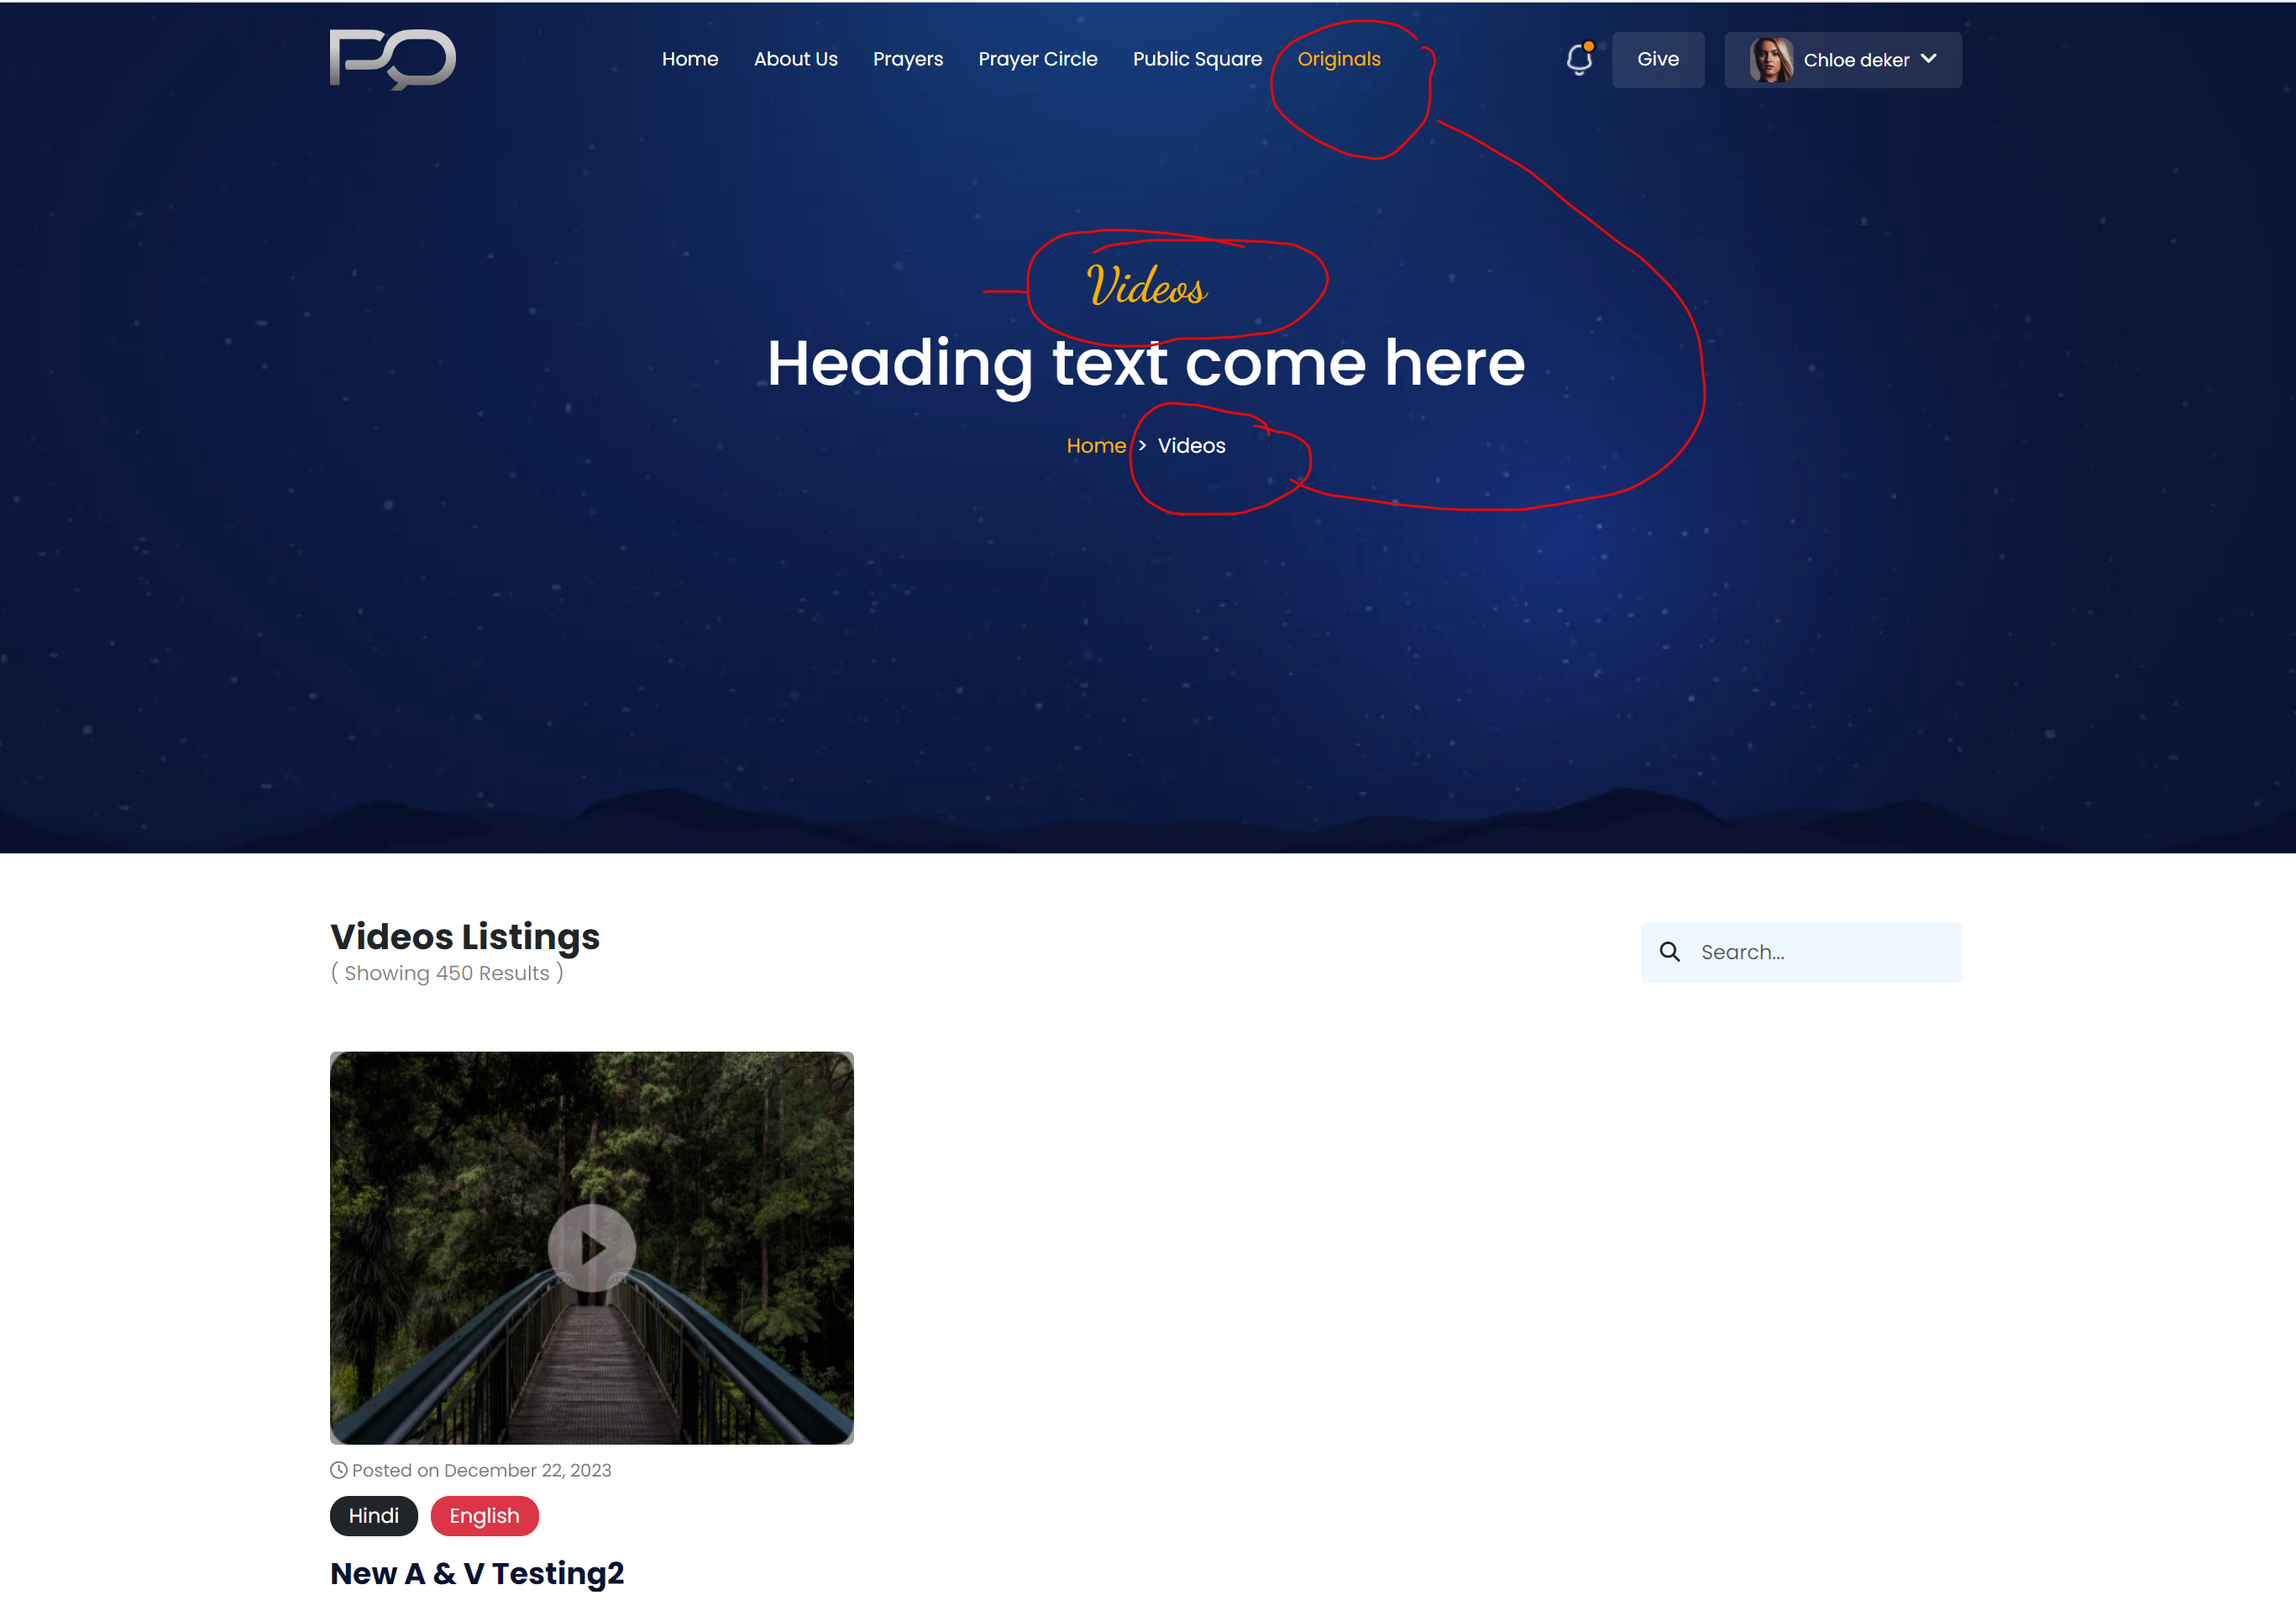 PQ Home About Us Prayers Prayer Circle Public Square Originals Give Chloe deker
Videos
Heading text come here
Home > Videos
Videos Listings
( Showing 450 Results )
Search...
Posted on December 22, 2023
Hindi English
New A & V Testing2